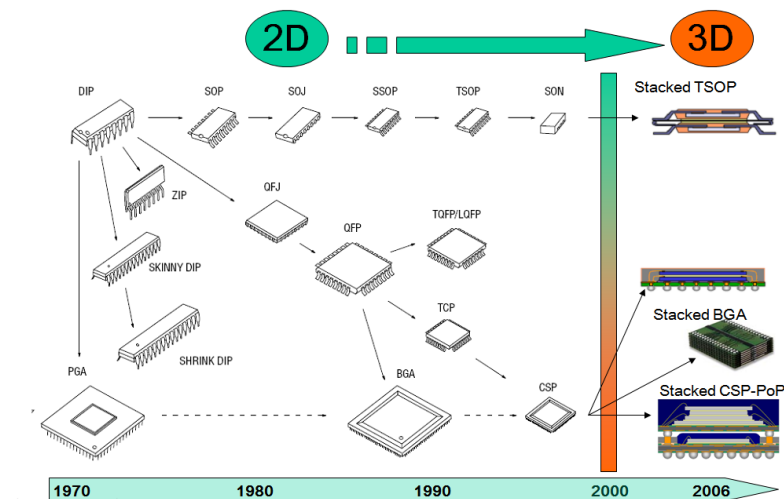 2D
3D
DIP
SOP
SOJ
SSOP
TSOP
SON
Stacked TSOP
ZIP
QFJ
QFP
TQFP/LQFP
SKINNY DIP
TCP
Stacked BGA
SHRINK DIP
PGA
BGA
CSP
Stacked CSP-PoP
1970
1980
1990
2000
2006